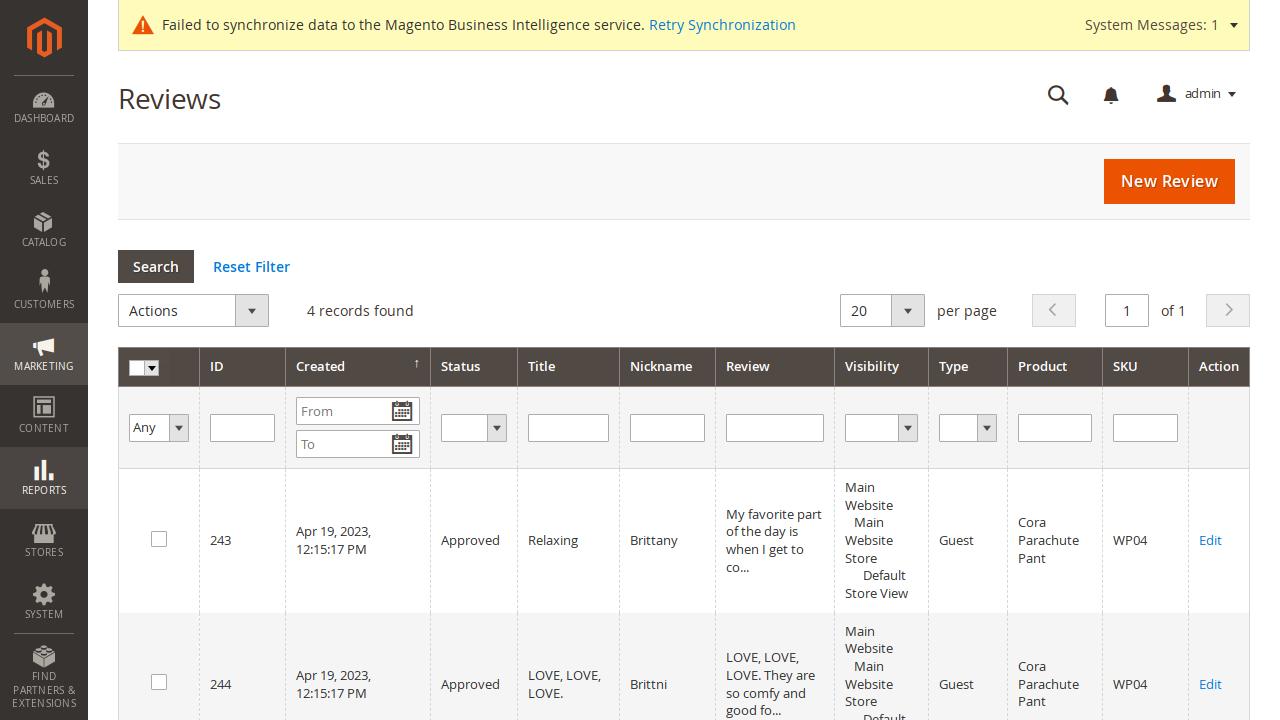 Failed to synchronize data to the Magento Business Intelligence service. Retry Synchronization
System Messages: 1
DASHBOARD
SALES
CATALOG
CUSTOMERS
MARKETING
CONTENT
REPORTS
STORES
SYSTEM
FIND
PARTNERS &
EXTENSIONS
Reviews
admin
New Review
Search
Reset Filter
Actions
4 records found
20
per page
1
of 1
ID
Created
↑
Status
Title
Nickname
Review
Visibility
Type
Product
SKU
Action
Any
From
To
243
Apr 19, 2023,
12:15:17 PM
Approved
Relaxing
Brittany
My favorite part
of the day is
when I get to
co...
Main
Website
Main
Website
Store
Default
Store View
Guest
Cora
Parachute
Pant
WP04
Edit
244
Apr 19, 2023,
12:15:17 PM
Approved
LOVE, LOVE,
LOVE.
Brittni
LOVE, LOVE,
LOVE. They are
so comfy and
good fo...
Main
Website
Main
Website
Store
Default
Guest
Cora
Parachute
Pant
WP04
Edit